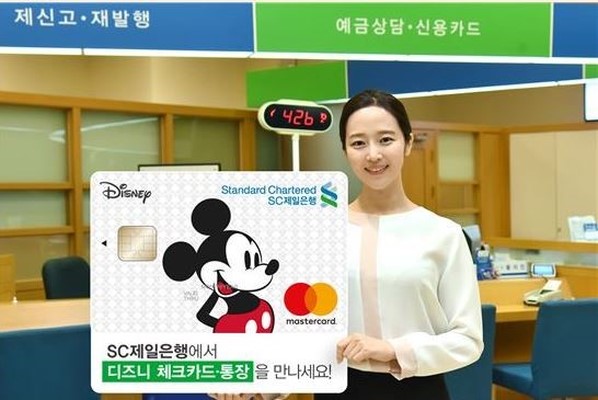 제신고·재발행
예금상담·신용카드
426
Disney
Standard Chartered
SC제일은행
VALID
THRU
mastercard.
SC제일은행에서
디즈니 체크카드·통장을 만나세요!